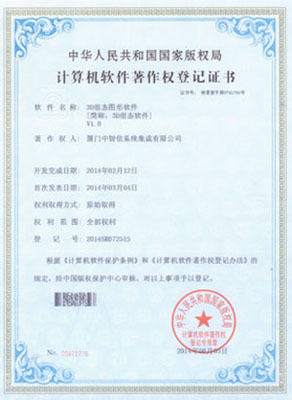 中华人民共和国国家版权局
计算机软件著作权登记证书
证书号：
软件名称： 3D组态图形软件
[简称：3D组态软件]
V1.0
著作权人： 厦门中智信系统集成有限公司
开发完成日期： 2014年02月12日
首次发表日期： 2014年03月04日
权利取得方式： 原始取得
权利范围： 全部权利
登记号： 2014SR072515
根据《计算机软件保护条例》和《计算机软件著作权登记办法》的
规定，经中国版权保护中心审核，对以上事项予以登记。
中华人民共和国国家版权局
计算机软件著作权
登记专用章
No.
2014年06月05日